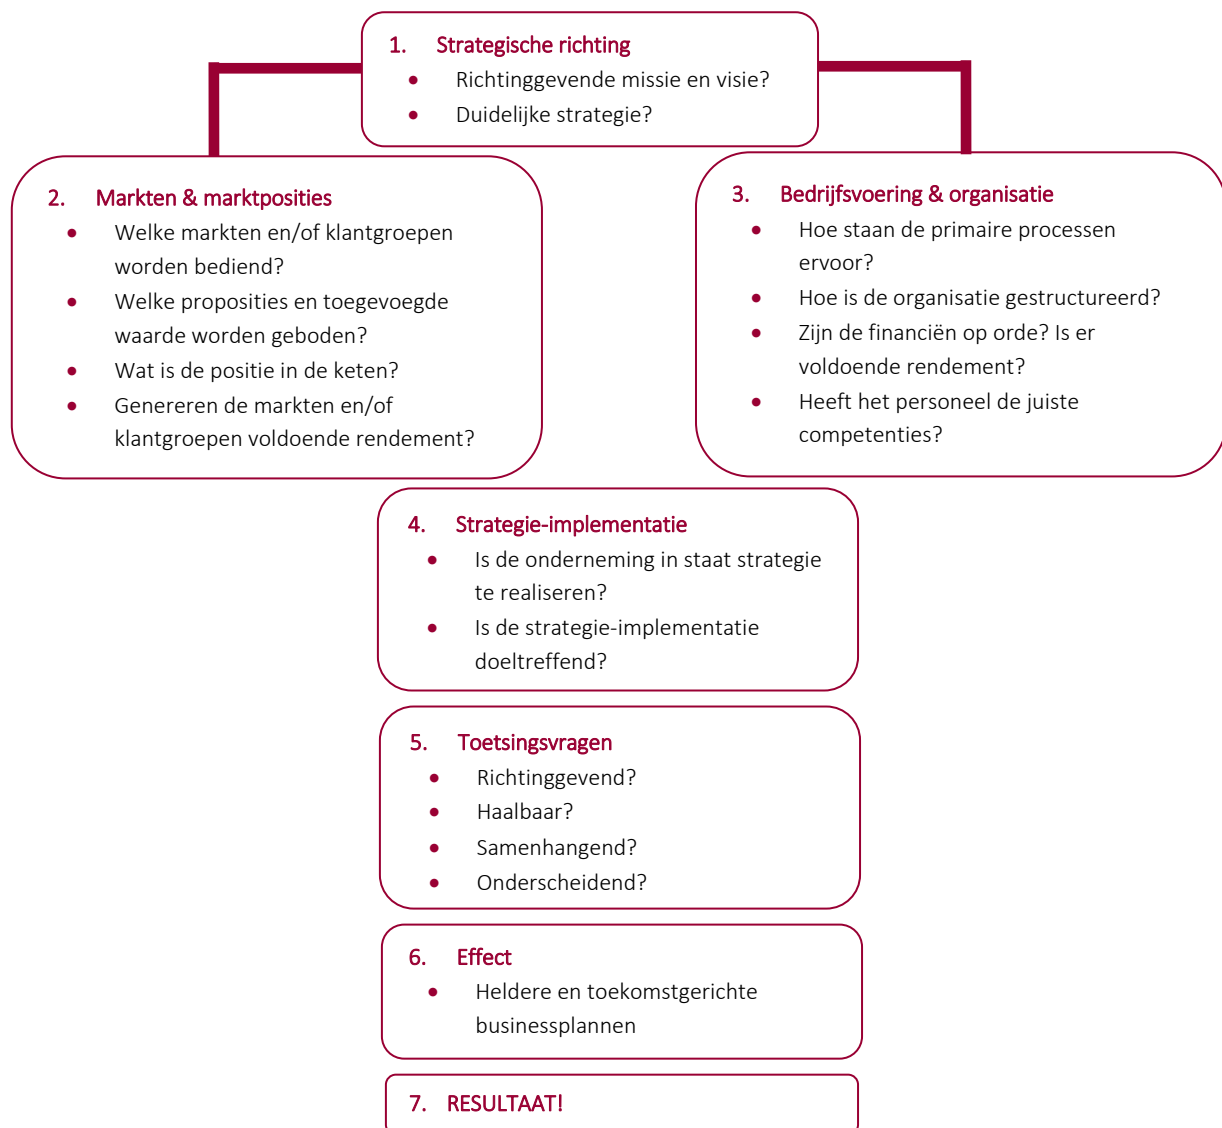 1. Strategische richting
• Richtinggevende missie en visie?
• Duidelijke strategie?
2. Markten & marktposities
• Welke markten en/of klantgroepen
worden bediend?
• Welke proposities en toegevoegde
waarde worden geboden?
• Wat is de positie in de keten?
• Genereren de markten en/of
klantgroepen voldoende rendement?
3. Bedrijfsvoering & organisatie
• Hoe staan de primaire processen
ervoor?
• Hoe is de organisatie gestructureerd?
• Zijn de financiën op orde? Is er
voldoende rendement?
• Heeft het personeel de juiste
competenties?
4. Strategie-implementatie
• Is de onderneming in staat strategie
te realiseren?
• Is de strategie-implementatie
doeltreffend?
5. Toetsingsvragen
• Richtinggevend?
• Haalbaar?
• Samenhangend?
• Onderscheidend?
6. Effect
• Heldere en toekomstgerichte
businessplannen
7. RESULTAAT!